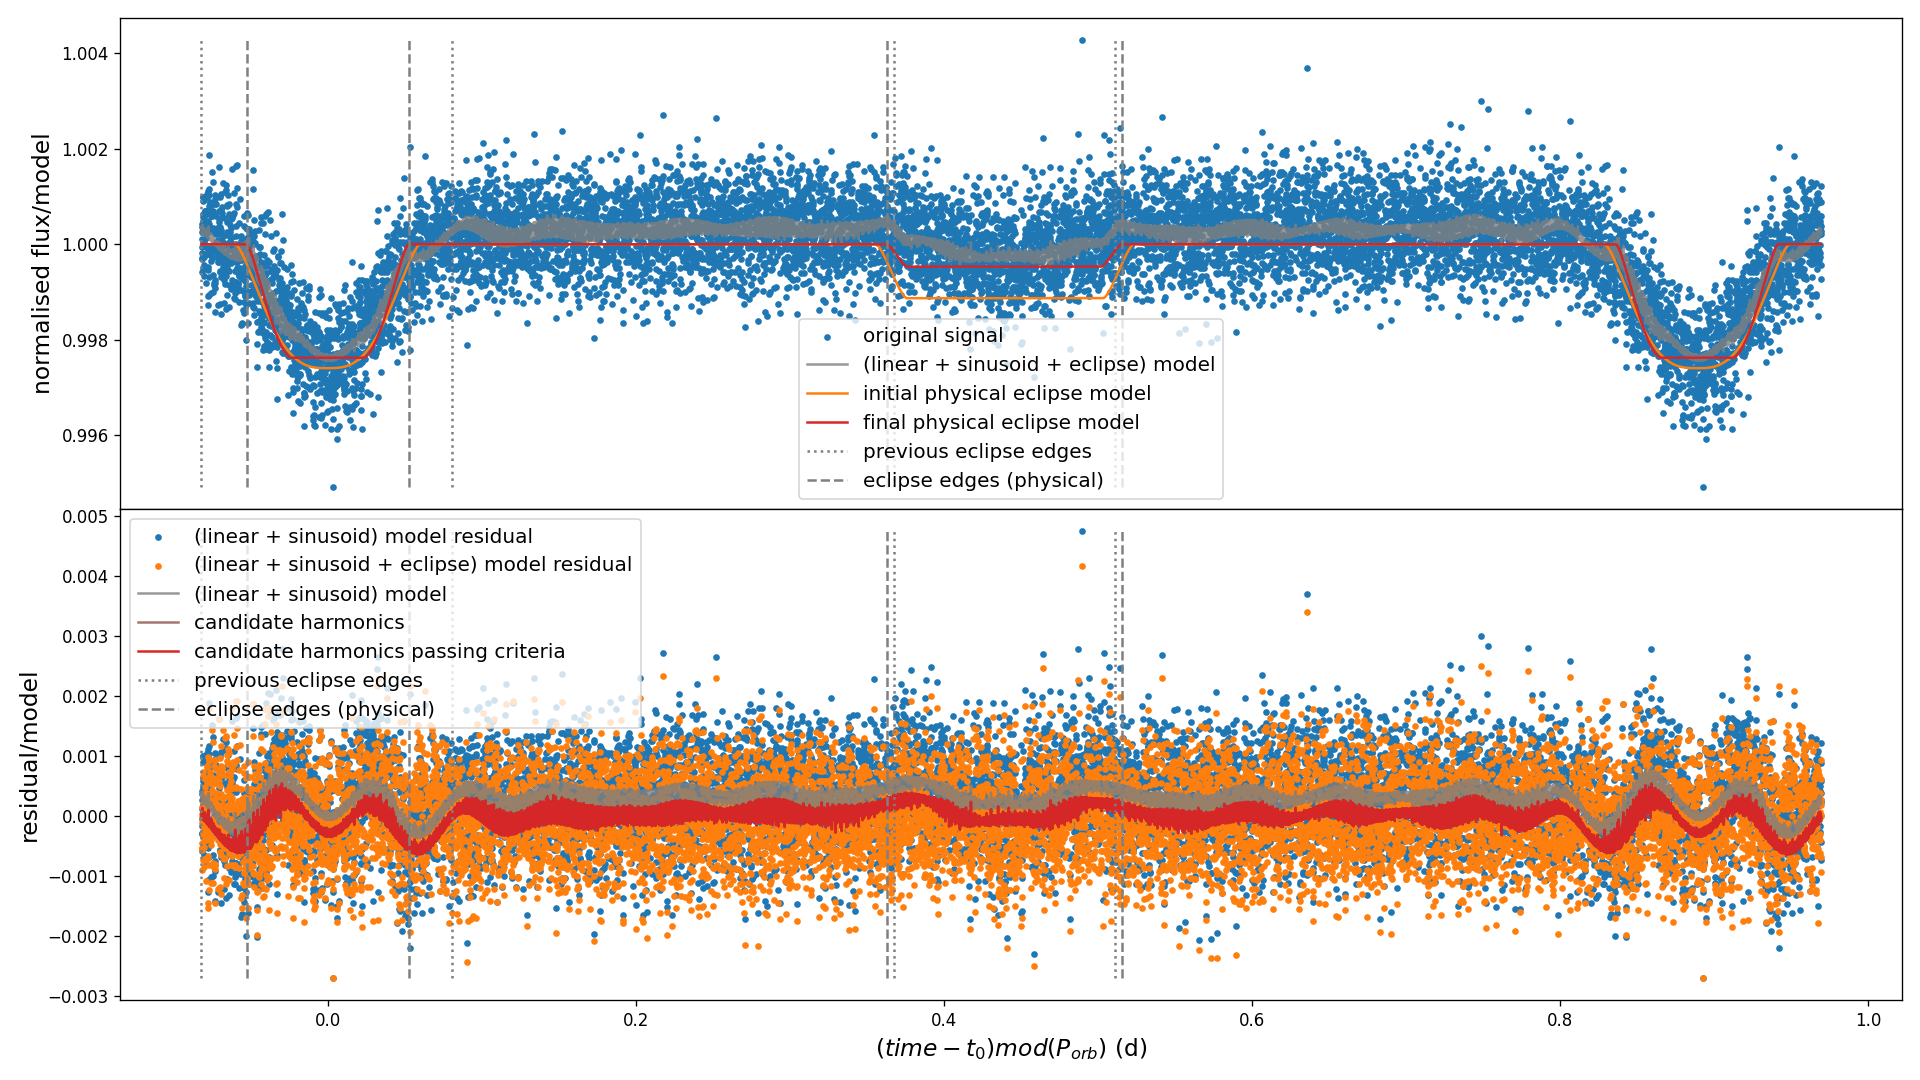 normalised flux/model
1.004
1.002
1.000
0.998
0.996
original signal
(linear + sinusoid + eclipse) model
initial physical eclipse model
final physical eclipse model
previous eclipse edges
eclipse edges (physical)
residual/model
0.005
0.004
0.003
0.002
0.001
0.000
−0.001
−0.002
−0.003
(linear + sinusoid) model residual
(linear + sinusoid + eclipse) model residual
(linear + sinusoid) model
candidate harmonics
candidate harmonics passing criteria
previous eclipse edges
eclipse edges (physical)
0.0 0.2 0.4 0.6 0.8 1.0
(time − t₀)mod(Pₒᵣb) (d)